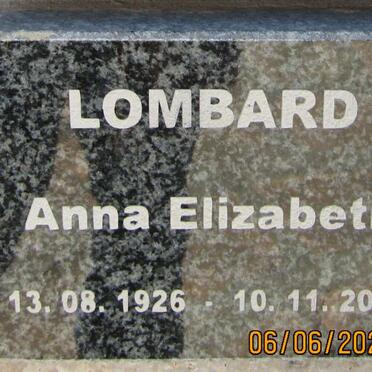 LOMBARD
Anna Elizabet
13. 08. 1926 - 10. 11. 20
06/06/202